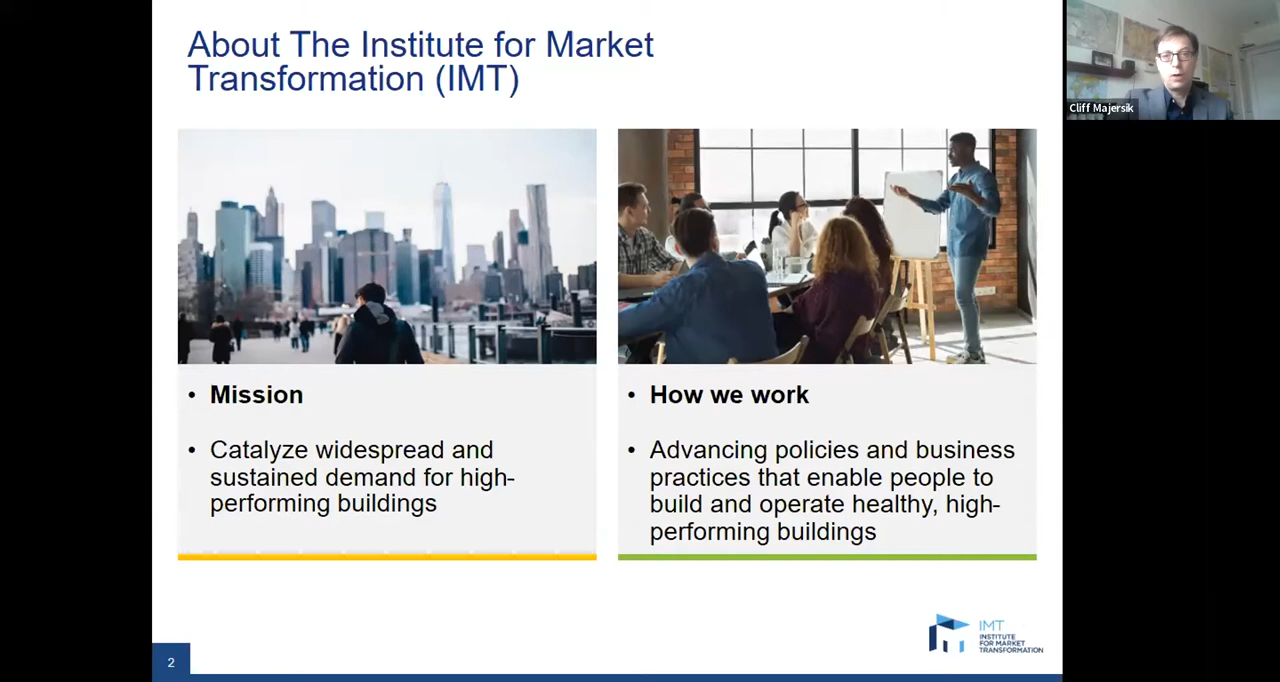 About The Institute for Market
Transformation (IMT)
Cliff Majersik
• Mission
• Catalyze widespread and
sustained demand for high-
performing buildings
• How we work
• Advancing policies and business
practices that enable people to
build and operate healthy, high-
performing buildings
IMT
INSTITUTE
FOR MARKET
TRANSFORMATION
2